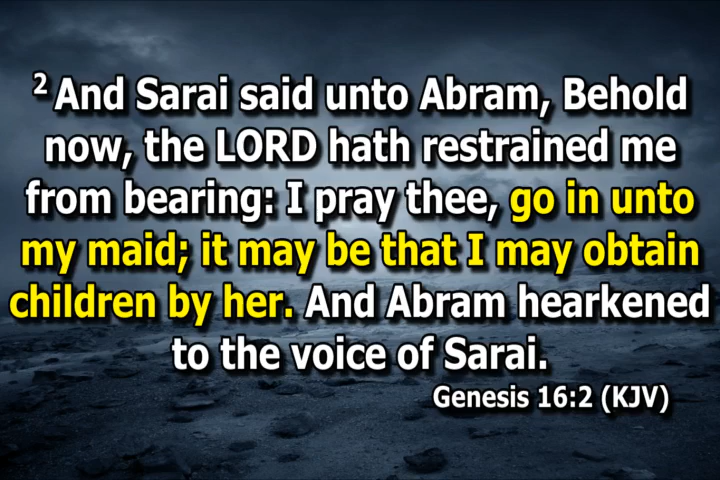 2 And Sarai said unto Abram, Behold
now, the LORD hath restrained me
from bearing: I pray thee, go in unto
my maid; it may be that I may obtain
children by her. And Abram hearkened
to the voice of Sarai.
Genesis 16:2 (KJV)